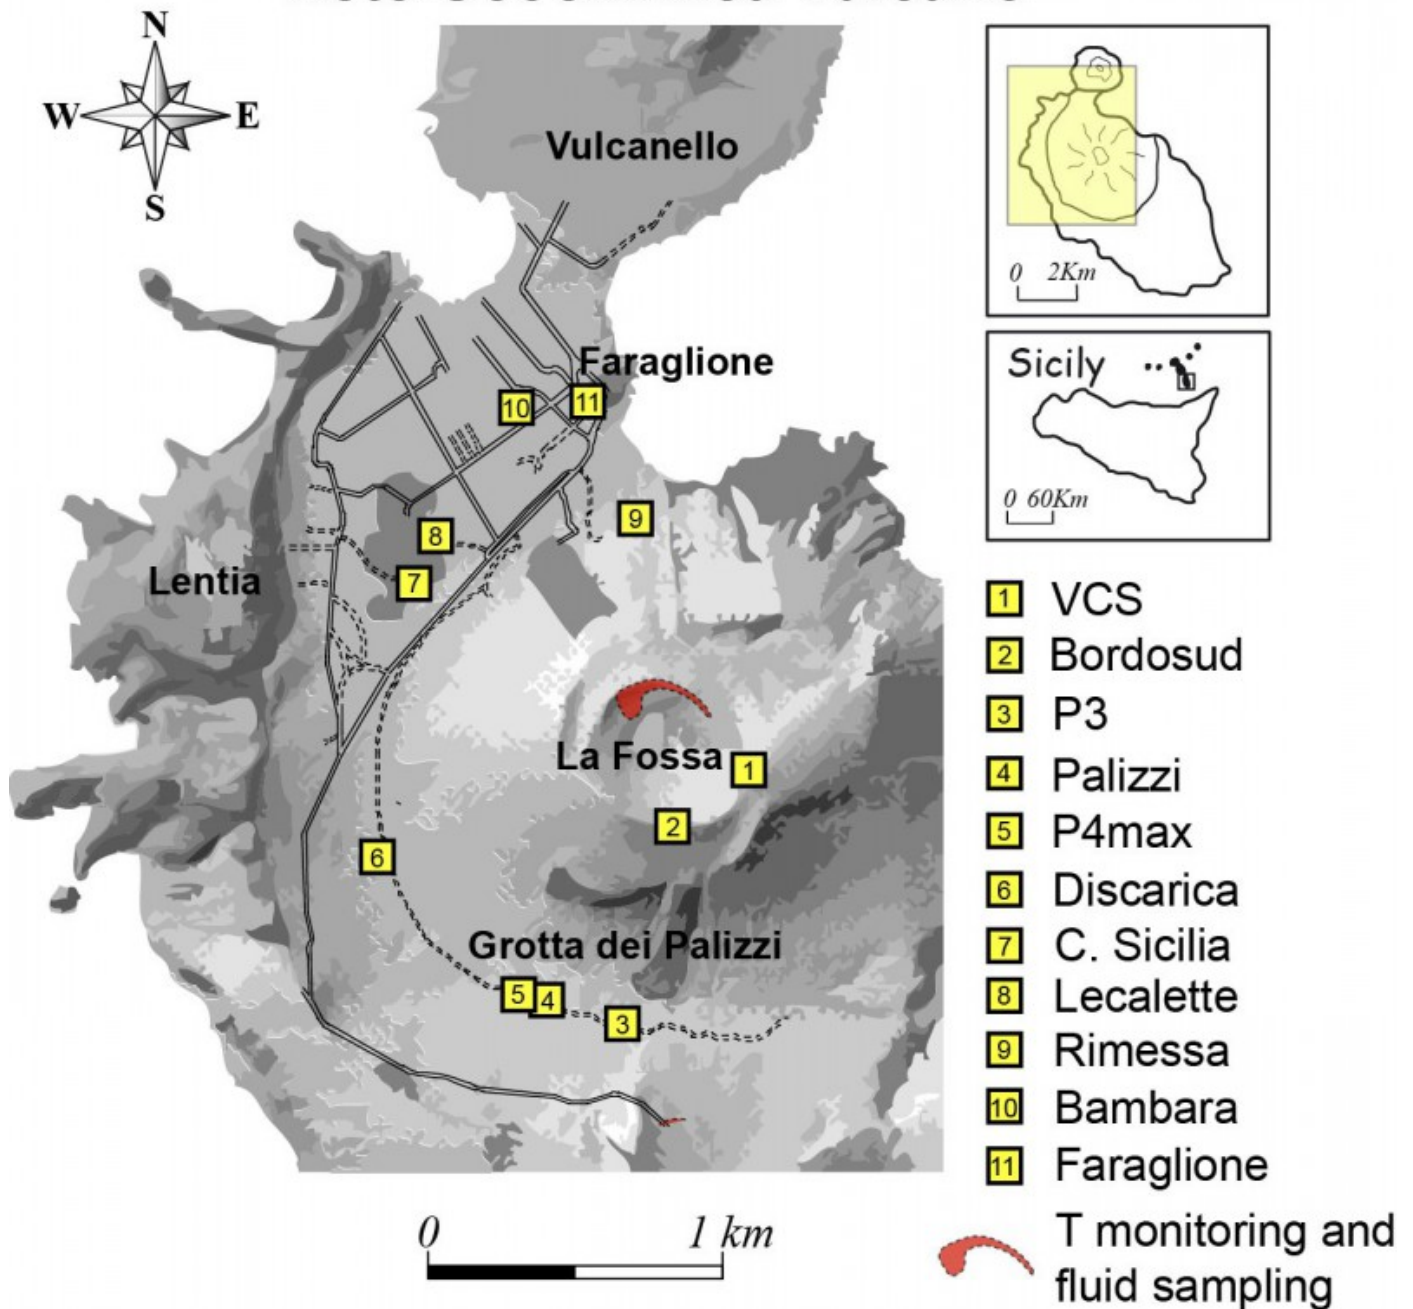 N
W E
S
Vulcanello
Faraglione
10
11
9
8
7
Lentia
La Fossa
1
2
6
Grotta dei Palizzi
5
4
3
0 1 km
0 2Km
Sicily
0 60Km
1 VCS
2 Bordosud
3 P3
4 Palizzi
5 P4max
6 Discarica
7 C. Sicilia
8 Lecalette
9 Rimessa
10 Bambara
11 Faraglione
T monitoring and
fluid sampling